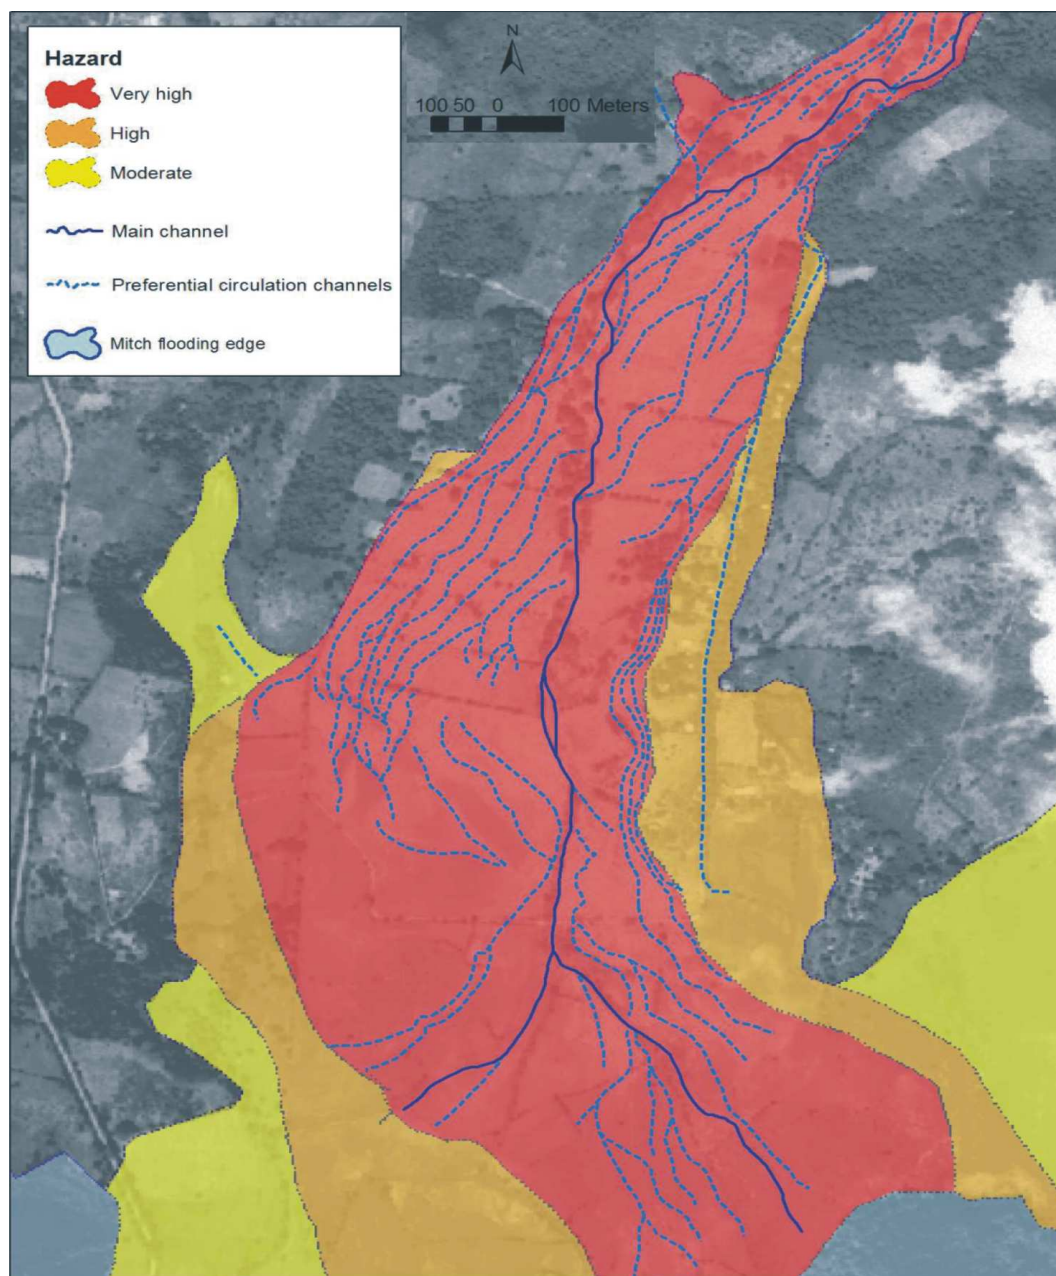 Hazard
Very high
High
Moderate
Main channel
Preferential circulation channels
Mitch flooding edge
N
100 50 0 100 Meters